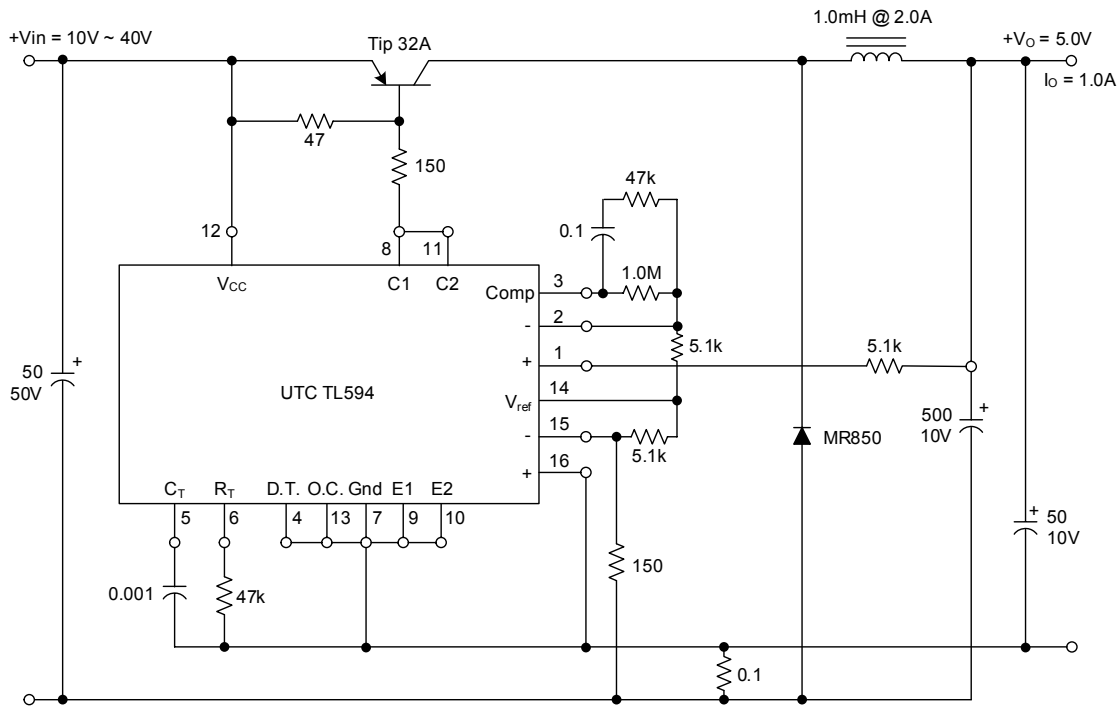 1.0mH @ 2.0A
+Vin = 10V ~ 40V
Tip 32A
+VO = 5.0V
IO = 1.0A
47
150
47k
0.1
12
8
11
VCC
C1
C2
1.0M
Comp
3
-
2
5.1k
+
1
5.1k
Vref
14
50
50V
+
UTC TL594
-
15
5.1k
+
16
500
10V
+
MR850
CT
RT
D.T.
O.C.
Gnd
E1
E2
5
6
4
13
7
9
10
50
10V
+
0.001
47k
150
0.1